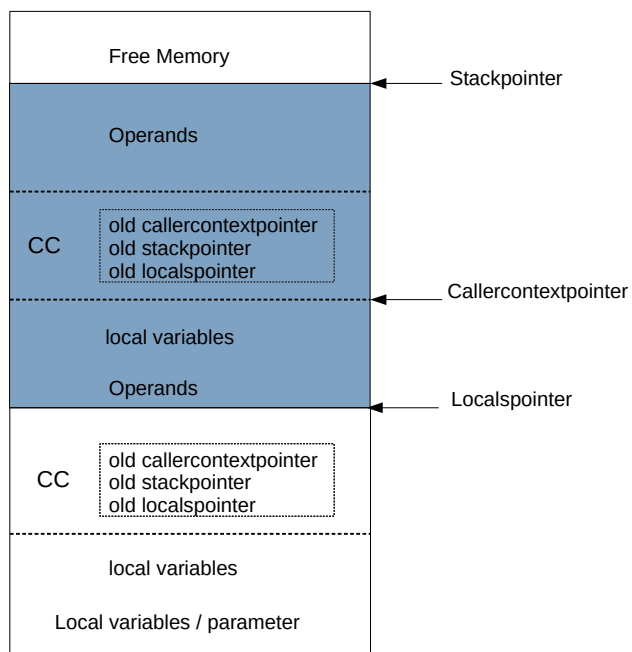 Free Memory
Stackpointer
Operands
CC
old callercontextpointer
old stackpointer
old localspointer
Callercontextpointer
local variables
Operands
Localspointer
CC
old callercontextpointer
old stackpointer
old localspointer
local variables
Local variables / parameter